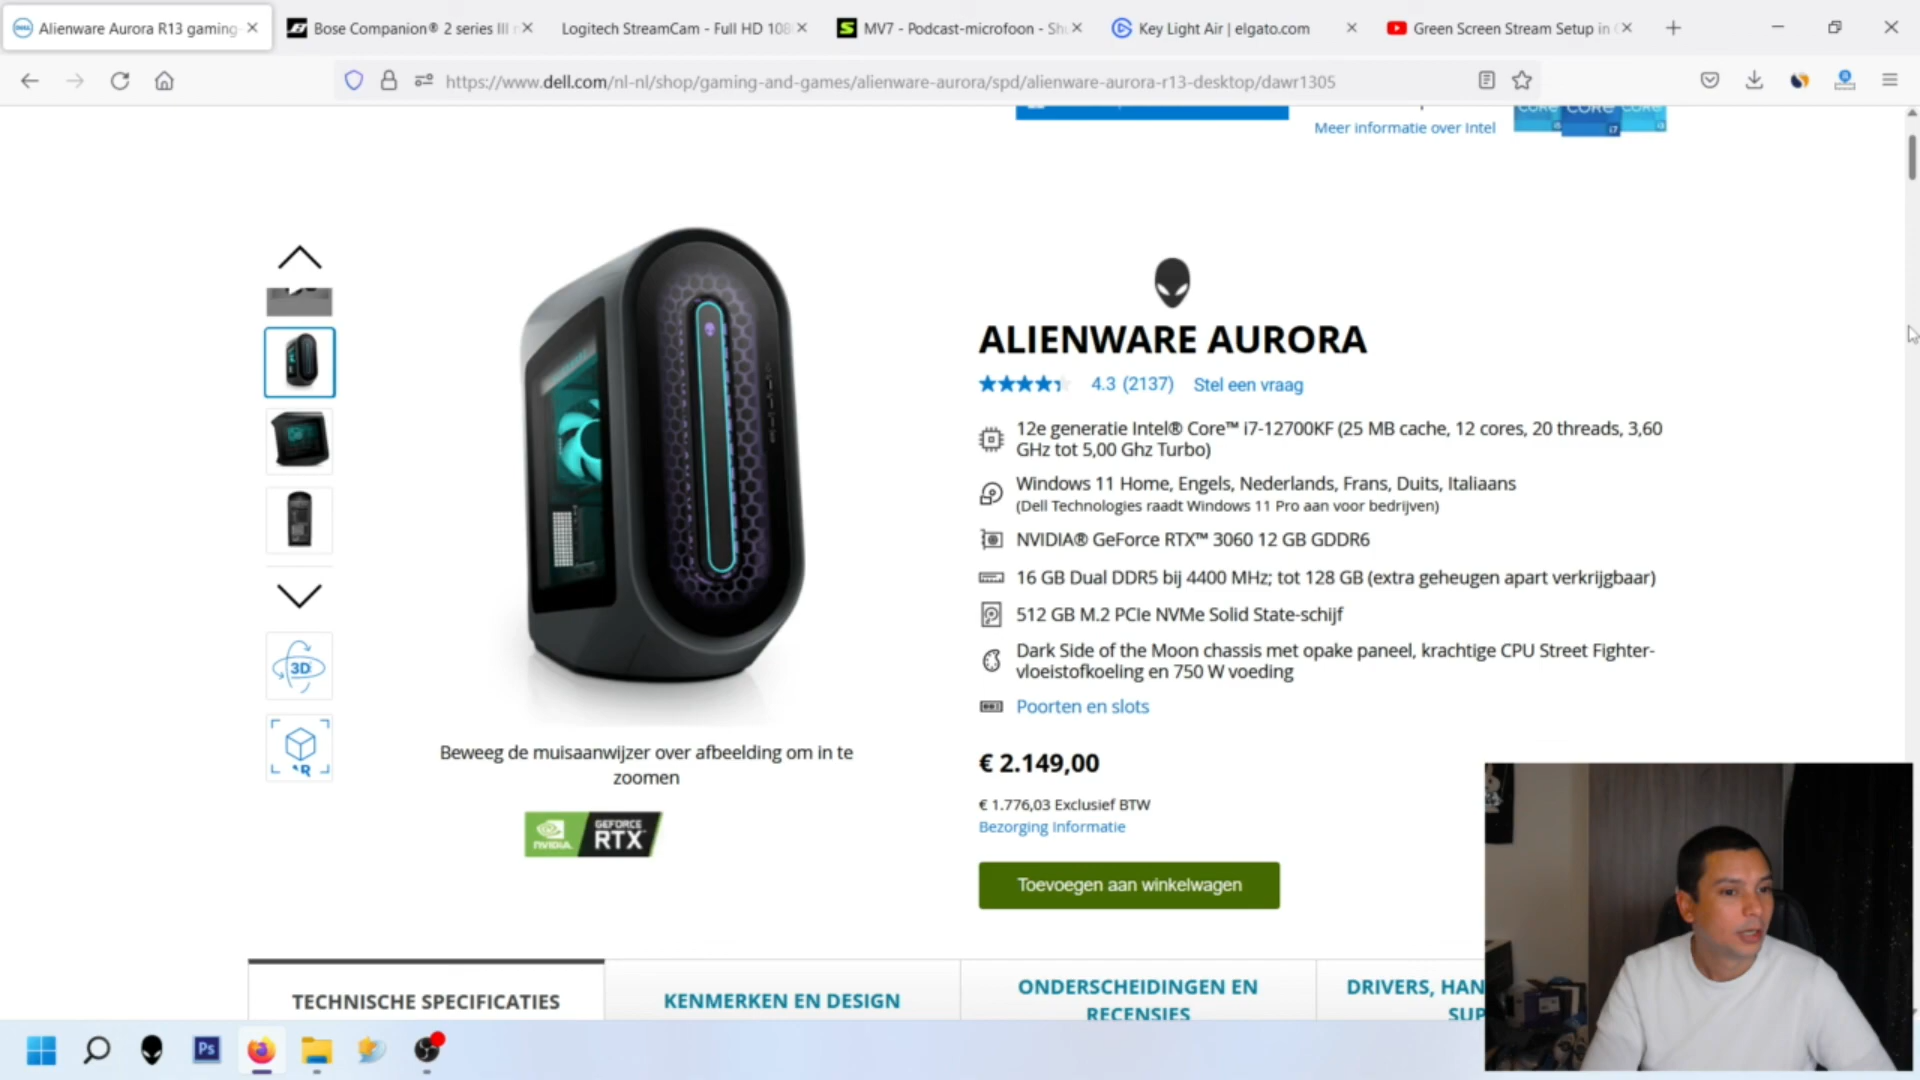 Alienware Aurora R13 gaming-
Bose Companion® 2 series III
Logitech StreamCam - Full HD 108
MV7 - Podcast-microfoon - Sh
Key Light Air | elgato.com
Green Screen Stream Setup in
https://www.dell.com/nl-nl/shop/gaming-and-games/alienware-aurora/spd/alienware-aurora-r13-desktop/dawr1305
Meer informatie over Intel
CORE CORE CORE
i5 i7 i3
ALIENWARE AURORA
4.3 (2137) Stel een vraag
12e generatie Intel® Core™ i7-12700KF (25 MB cache, 12 cores, 20 threads, 3,60
GHz tot 5,00 Ghz Turbo)
Windows 11 Home, Engels, Nederlands, Frans, Duits, Italiaans
(Dell Technologies raadt Windows 11 Pro aan voor bedrijven)
NVIDIA® GeForce RTX™ 3060 12 GB GDDR6
16 GB Dual DDR5 bij 4400 MHz; tot 128 GB (extra geheugen apart verkrijgbaar)
512 GB M.2 PCIe NVMe Solid State-schijf
Dark Side of the Moon chassis met opake paneel, krachtige CPU Street Fighter-
vloeistofkoeling en 750 W voeding
Poorten en slots
3D
Beweeg de muisaanwijzer over afbeelding om in te
zoomen
NVIDIA.
GEFORCE
RTX
€ 2.149,00
€ 1.776,03 Exclusief BTW
Bezorging Informatie
Toevoegen aan winkelwagen
TECHNISCHE SPECIFICATIES
KENMERKEN EN DESIGN
ONDERSCHEIDINGEN EN
RECENSIES
DRIVERS, HAN
SUP
Ps